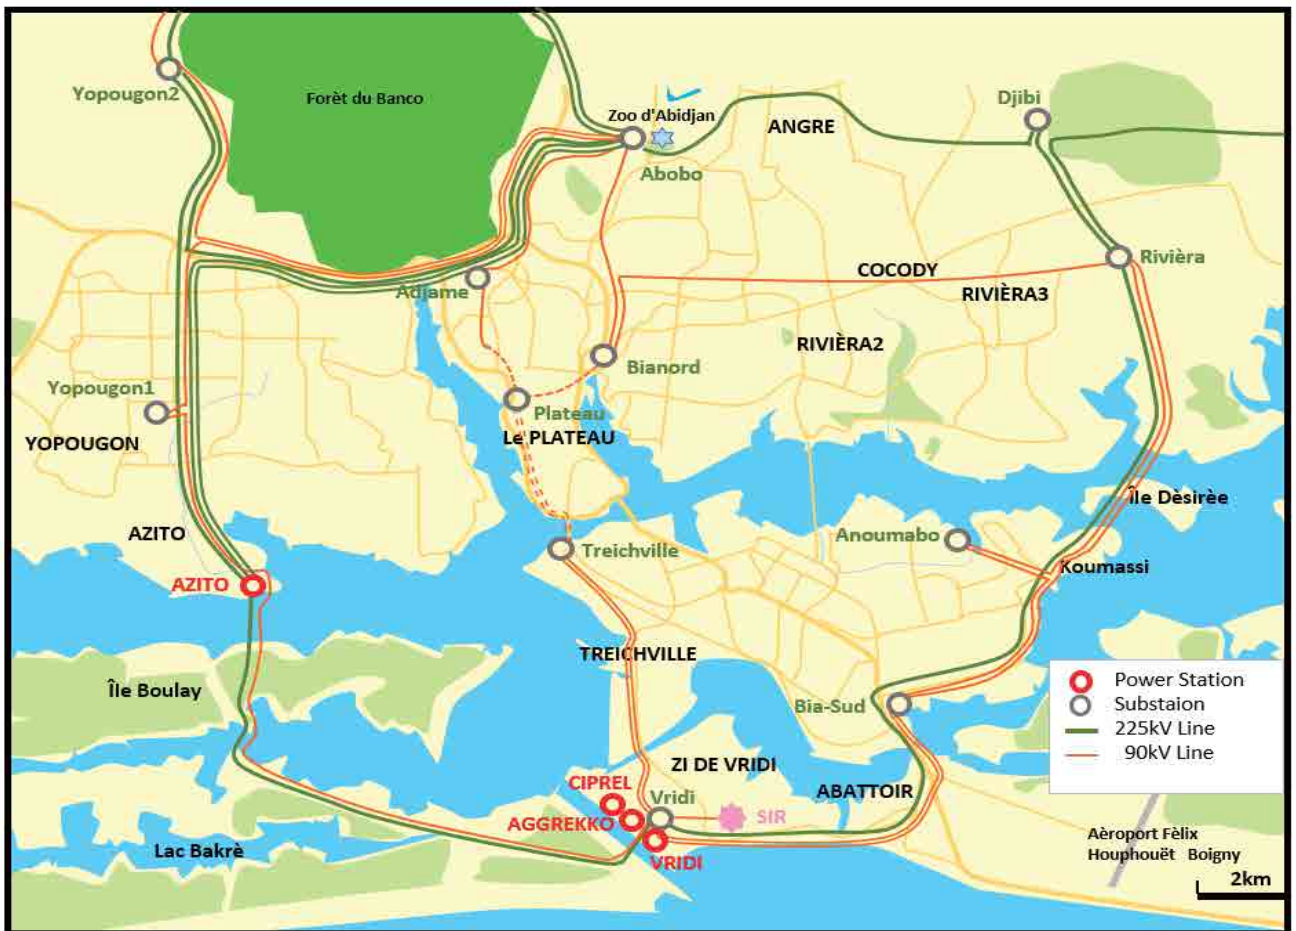 Yopougon2
Forèt du Banco
Zoo d'Abidjan
Djibi
ANGRE
Abobo
Rivièra
COCODY
RIVIÈRA3
Adjame
RIVIÈRA2
Bianord
Yopougon1
Plateau
Le PLATEAU
YOPOUGON
Île Dèsirèe
AZITO
Anoumabo
Treichville
Koumassi
AZITO
TREICHVILLE
Île Boulay
Bia-Sud
Power Station
Substaion
225kV Line
90kV Line
ZI DE VRIDI
CIPREL
Vridi
ABATTOIR
AGGREKKO
SIR
Lac Bakrè
VRIDI
Aèroport Fèlix
Houphouët Boigny
2km